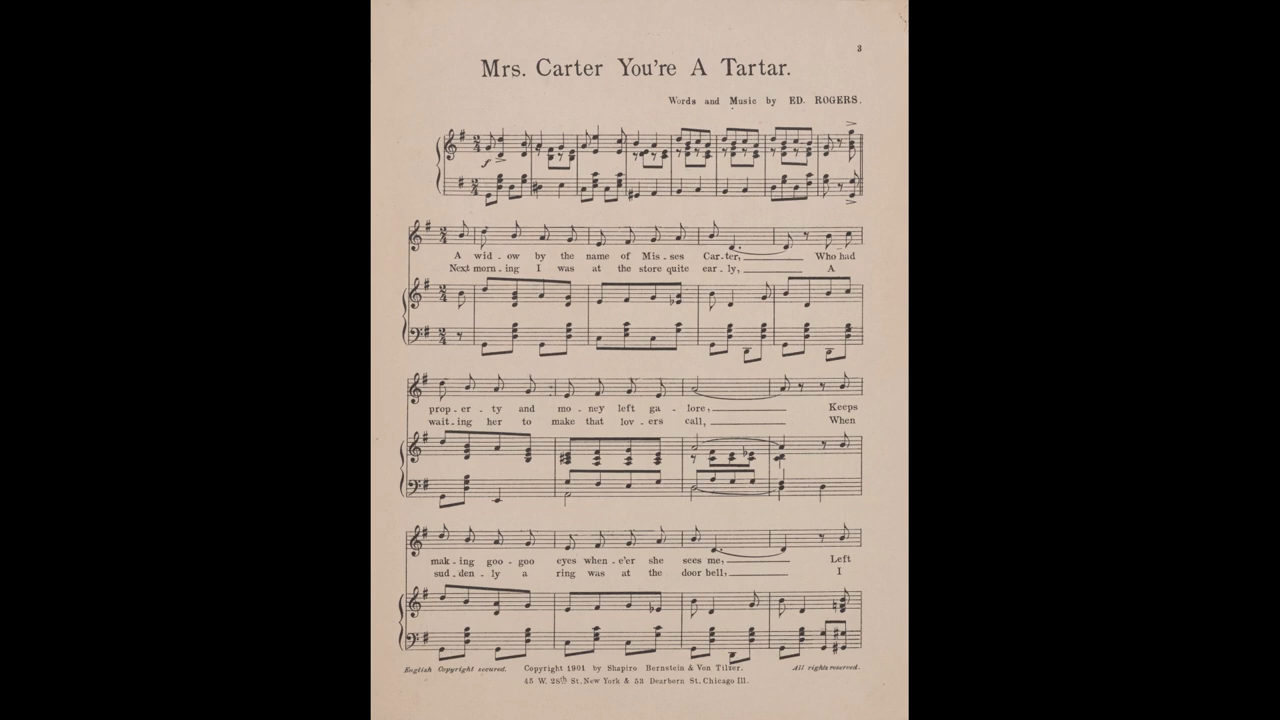 3
Mrs. Carter You're A Tartar.
Words and Music by ED. ROGERS.
A wid - ow by the name of Mis - ses Car - ter, Who had
Next morn - ing I was at the store quite ear - ly, A
prop - er - ty and mo - ney left ga - lore, Keeps
wait - ing her to make that lov - ers call, When
mak - ing goo - goo eyes when - e'er she sees me, Left
sud - den - ly a ring was at the door bell, I
English Copyright secured. Copyright 1901 by Shapiro Bernstein & Von Tilzer. All rights reserved.
45 W. 28th St. New York & 53 Dearborn St. Chicago Ill.